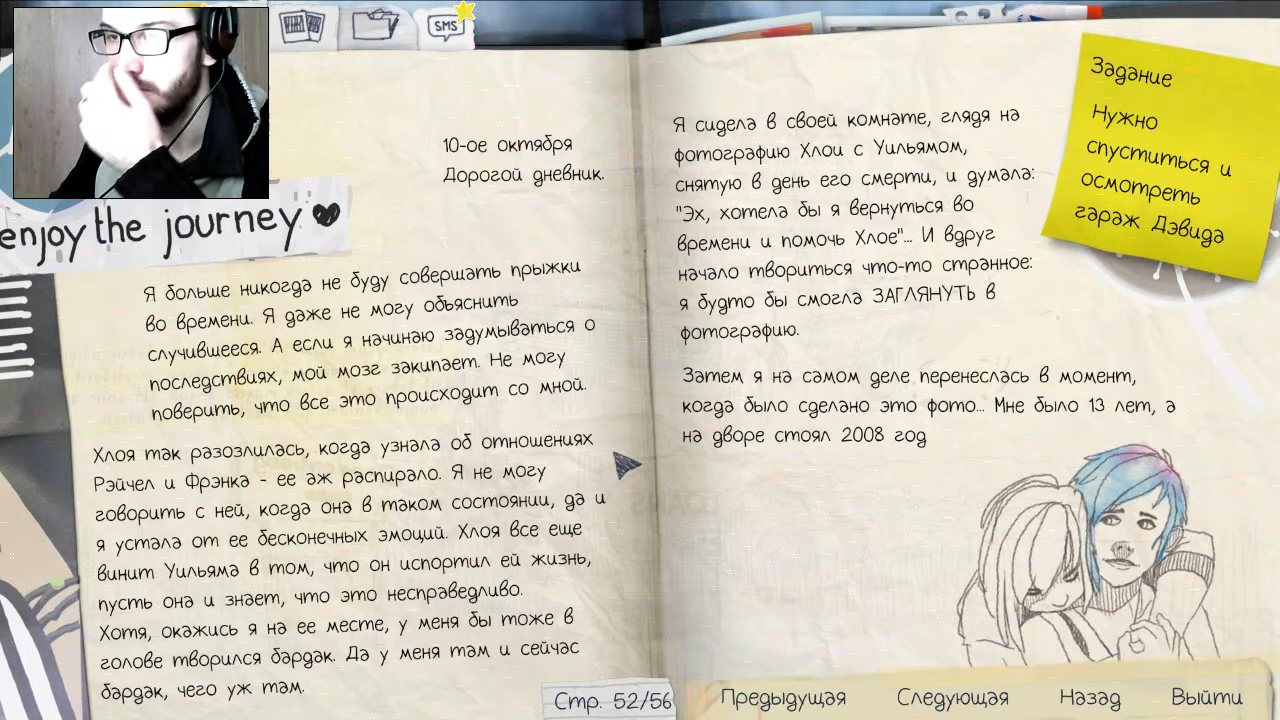 SMS
enjoy the journey
10-ое октября
Дорогой дневник.
Я больше никогда не буду совершать прыжки
во времени. Я даже не могу объяснить
случившееся. А если я начинаю задумываться о
последствиях, мой мозг закипает. Не могу
поверить, что все это происходит со мной.
Хлоя так разозлилась, когда узнала об отношениях
Рэйчел и Фрэнка - ее аж распирало. Я не могу
говорить с ней, когда она в таком состоянии, да и
я устала от ее бесконечных эмоций. Хлоя все еще
винит Уильяма в том, что он испортил ей жизнь,
пусть она и знает, что это несправедливо.
Хотя, окажись я на ее месте, у меня бы тоже в
голове творился бардак. Да у меня там и сейчас
бардак, чего уж там.
Я сидела в своей комнате, глядя на
фотографию Хлои с Уильямом,
снятую в день его смерти, и думала:
"Эх, хотела бы я вернуться во
времени и помочь Хлое"... И вдруг
начало твориться что-то странное:
я будто бы смогла ЗАГЛЯНУТЬ в
фотографию.
Затем я на самом деле перенеслась в момент,
когда было сделано это фото... Мне было 13 лет, а
на дворе стоял 2008 год
Задание
Нужно
спуститься и
осмотреть
гараж Дэвида
Стр. 52/56
Предыдущая
Следующая
Назад
Выйти